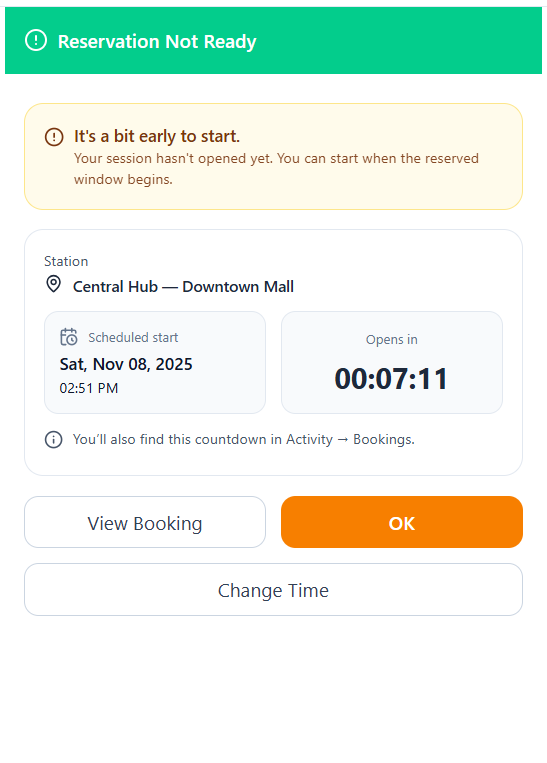 Reservation Not Ready
It's a bit early to start.
Your session hasn't opened yet. You can start when the reserved
window begins.
Station
Central Hub — Downtown Mall
Scheduled start
Sat, Nov 08, 2025
02:51 PM
Opens in
00:07:11
You’ll also find this countdown in Activity → Bookings.
View Booking
OK
Change Time